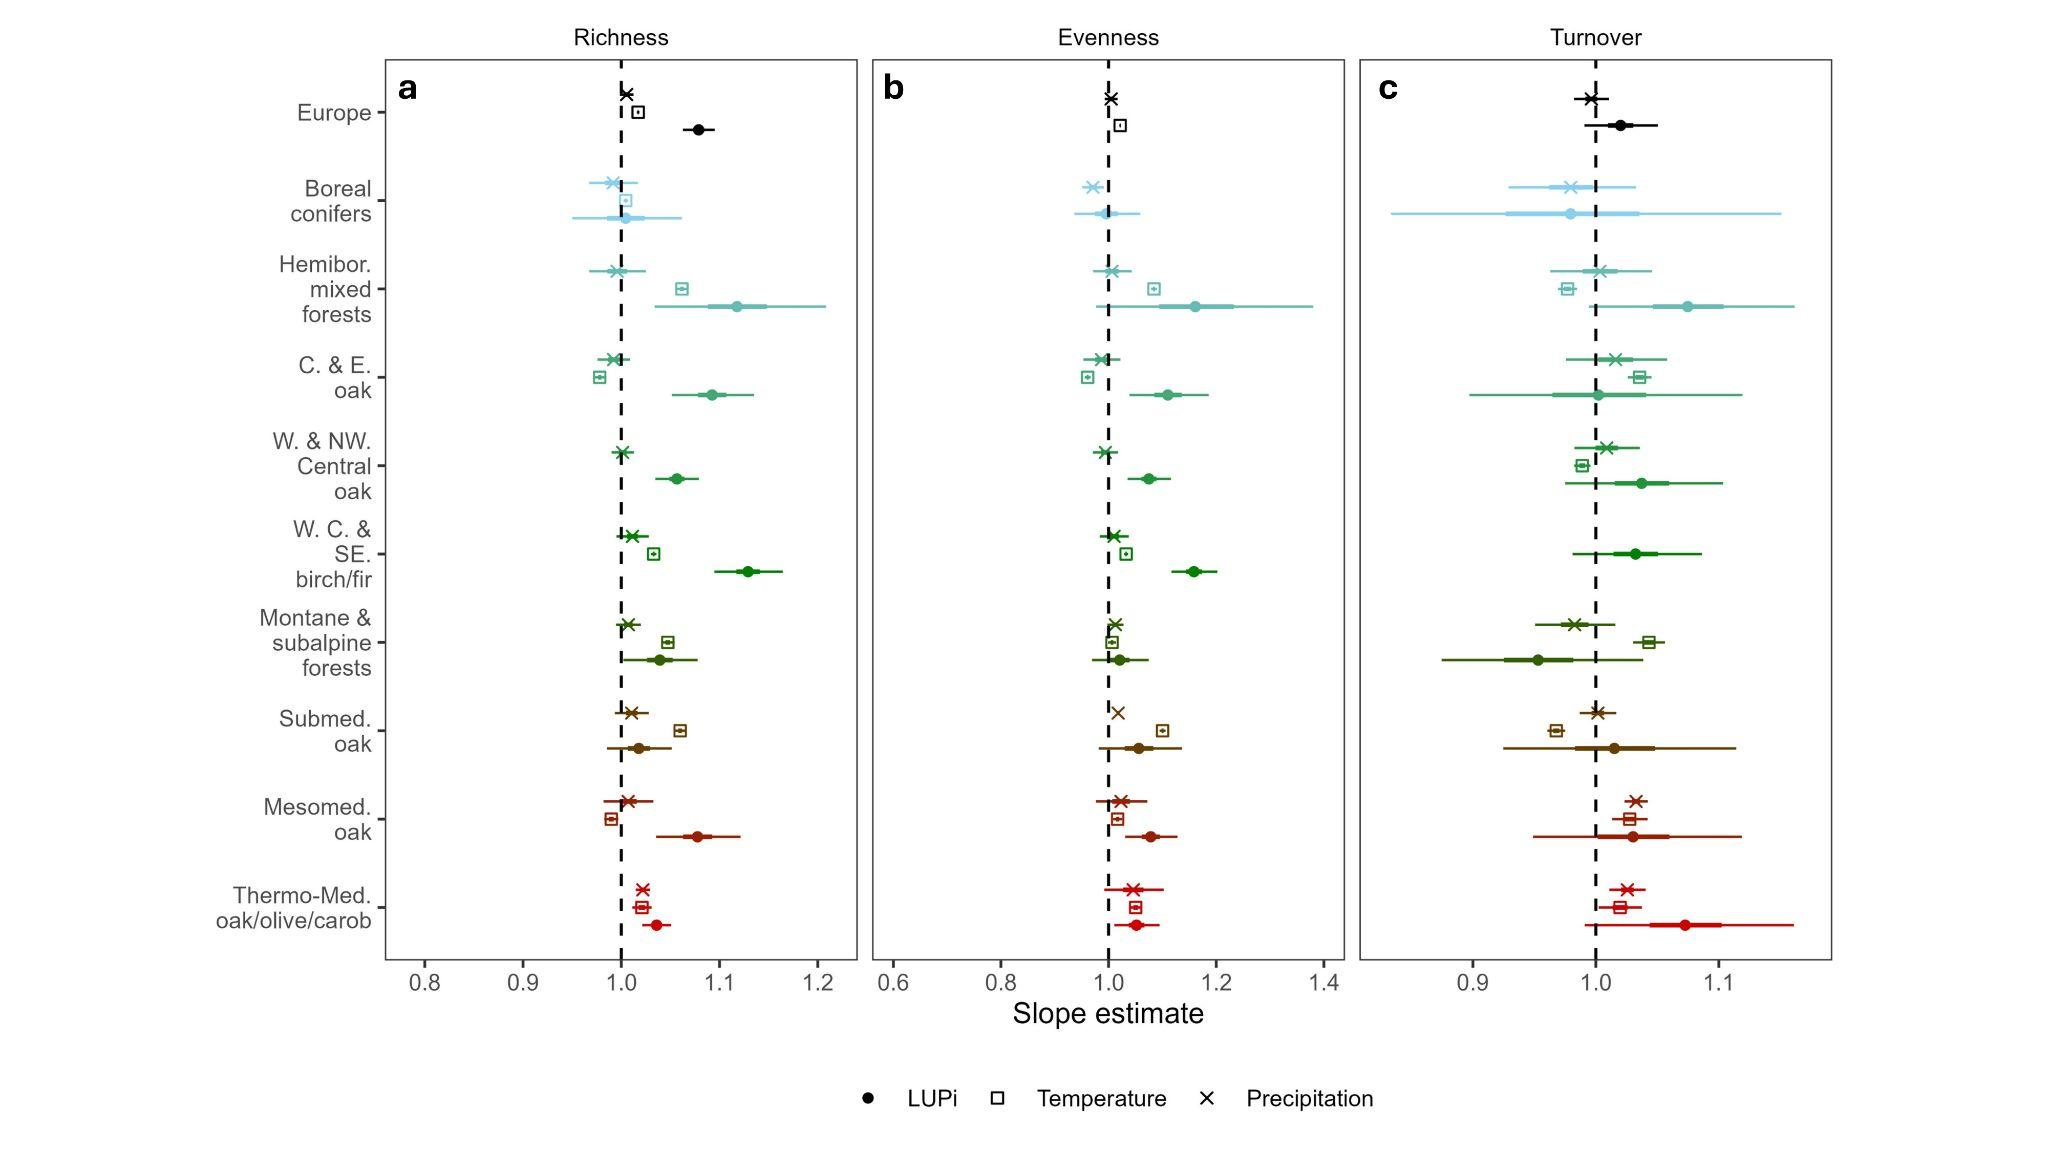 Richness
Evenness
Turnover
a
b
c
Europe
Boreal
conifers
Hemibor.
mixed
forests
C. & E.
oak
W. & NW.
Central
oak
W. C. &
SE.
birch/fir
Montane &
subalpine
forests
Submed.
oak
Mesomed.
oak
Thermo-Med.
oak/olive/carob
0.8 0.9 1.0 1.1 1.2
0.6 0.8 1.0 1.2 1.4
0.9 1.0 1.1
Slope estimate
LUPi Temperature Precipitation